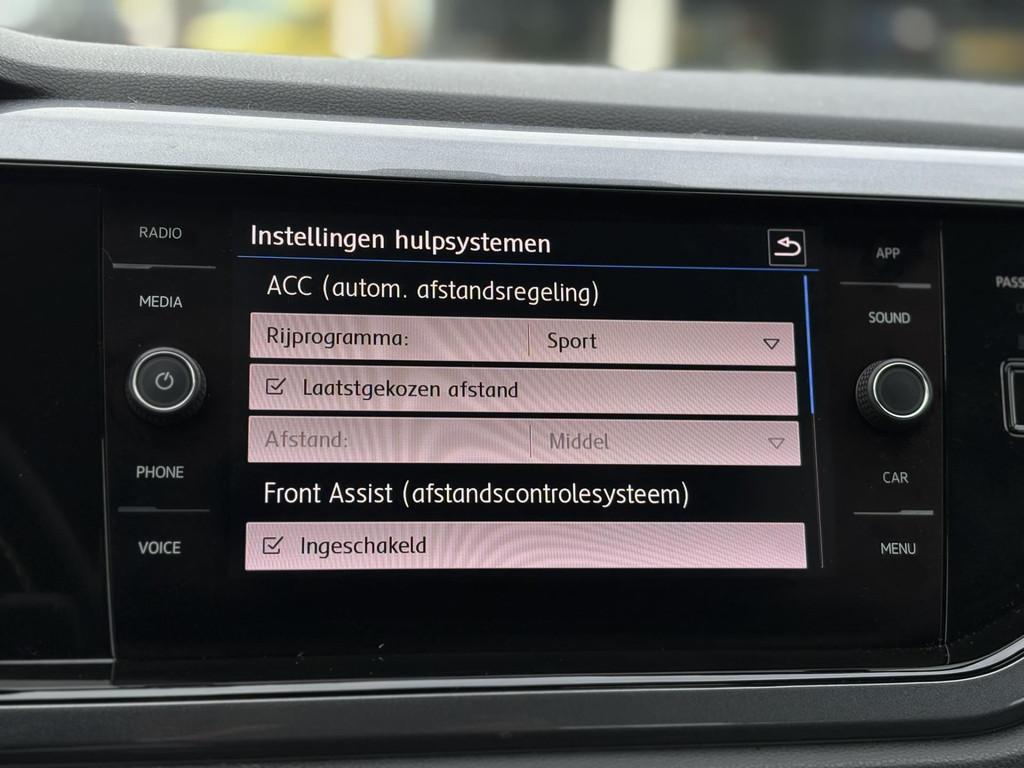 RADIO
MEDIA
PHONE
VOICE
Instellingen hulpsystemen
ACC (autom. afstandsregeling)
Rijprogramma: Sport
Laatstgekozen afstand
Afstand: Middel
Front Assist (afstandscontrolesysteem)
Ingeschakeld
APP
SOUND
CAR
MENU
PASS